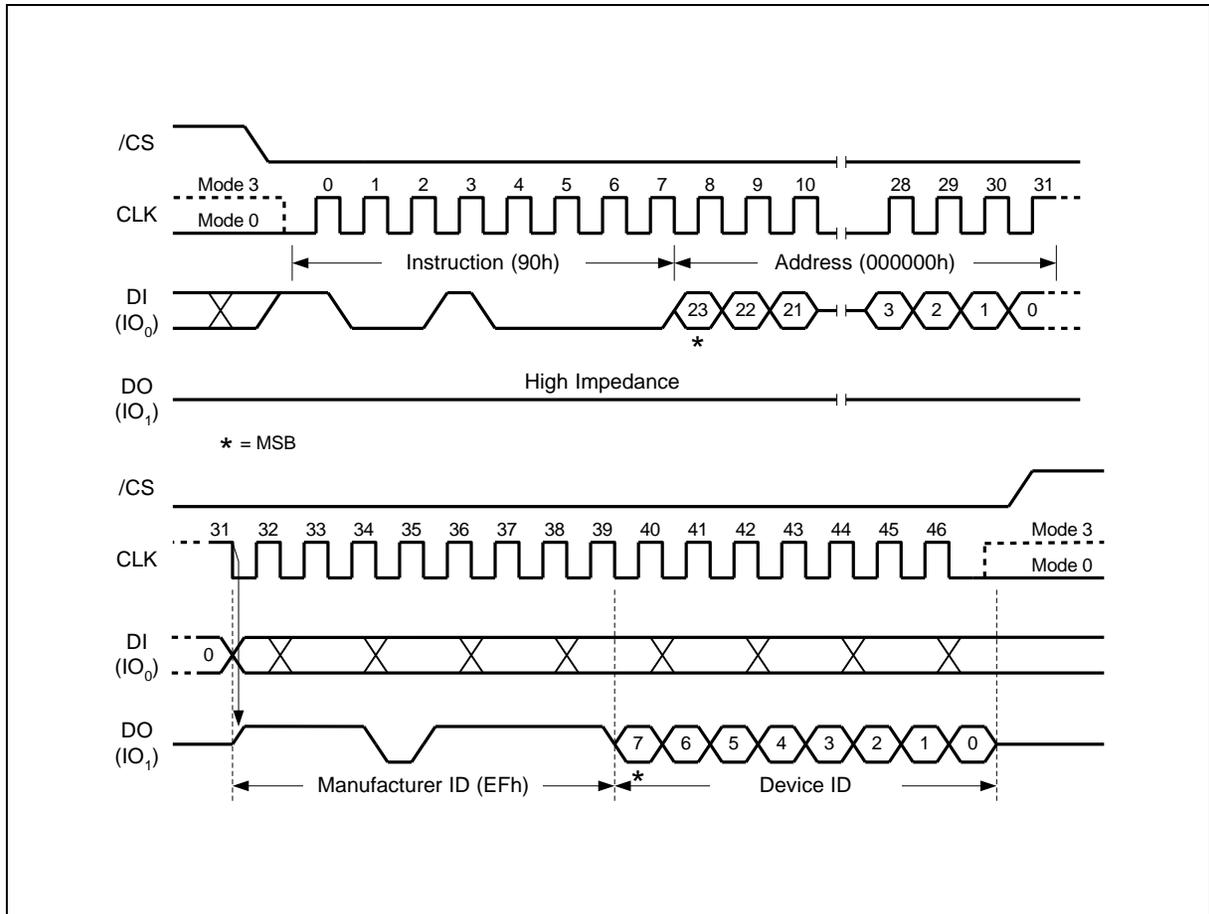 /CS
Mode 3 0 1 2 3 4 5 6 7 8 9 10 28 29 30 31
CLK
Mode 0
Instruction (90h) Address (000000h)
DI
(IO0) 23 22 21 3 2 1 0
*
High Impedance
DO
(IO1)
* = MSB
/CS
31 32 33 34 35 36 37 38 39 40 41 42 43 44 45 46 Mode 3
CLK
Mode 0
DI
(IO0) 0
DO
(IO1) 7 6 5 4 3 2 1 0
*
Manufacturer ID (EFh) Device ID